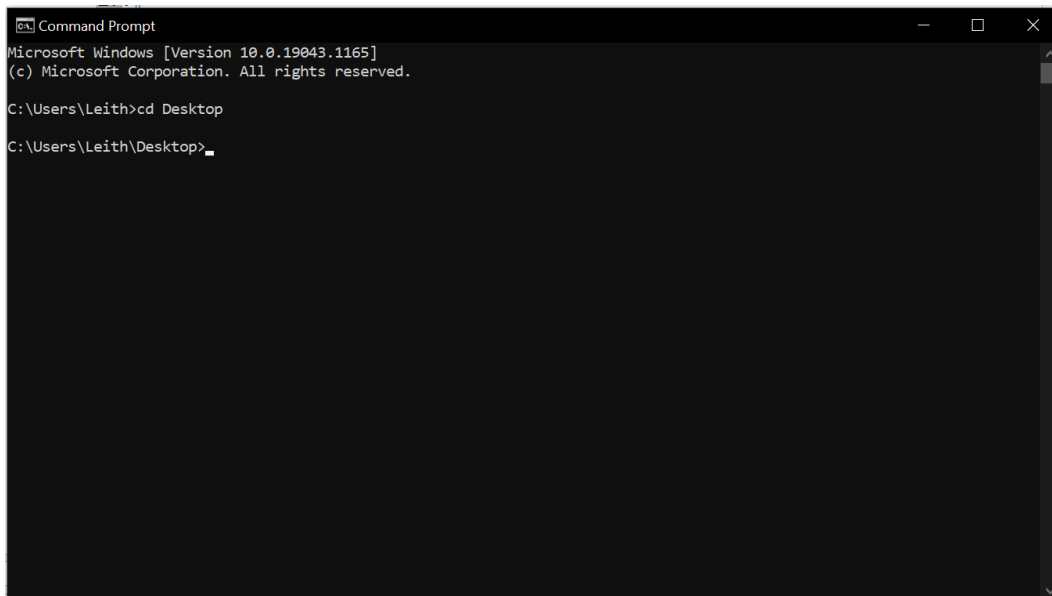 Command Prompt
Microsoft Windows [Version 10.0.19043.1165]
(c) Microsoft Corporation. All rights reserved.
C:\Users\Leith>cd Desktop
C:\Users\Leith\Desktop>